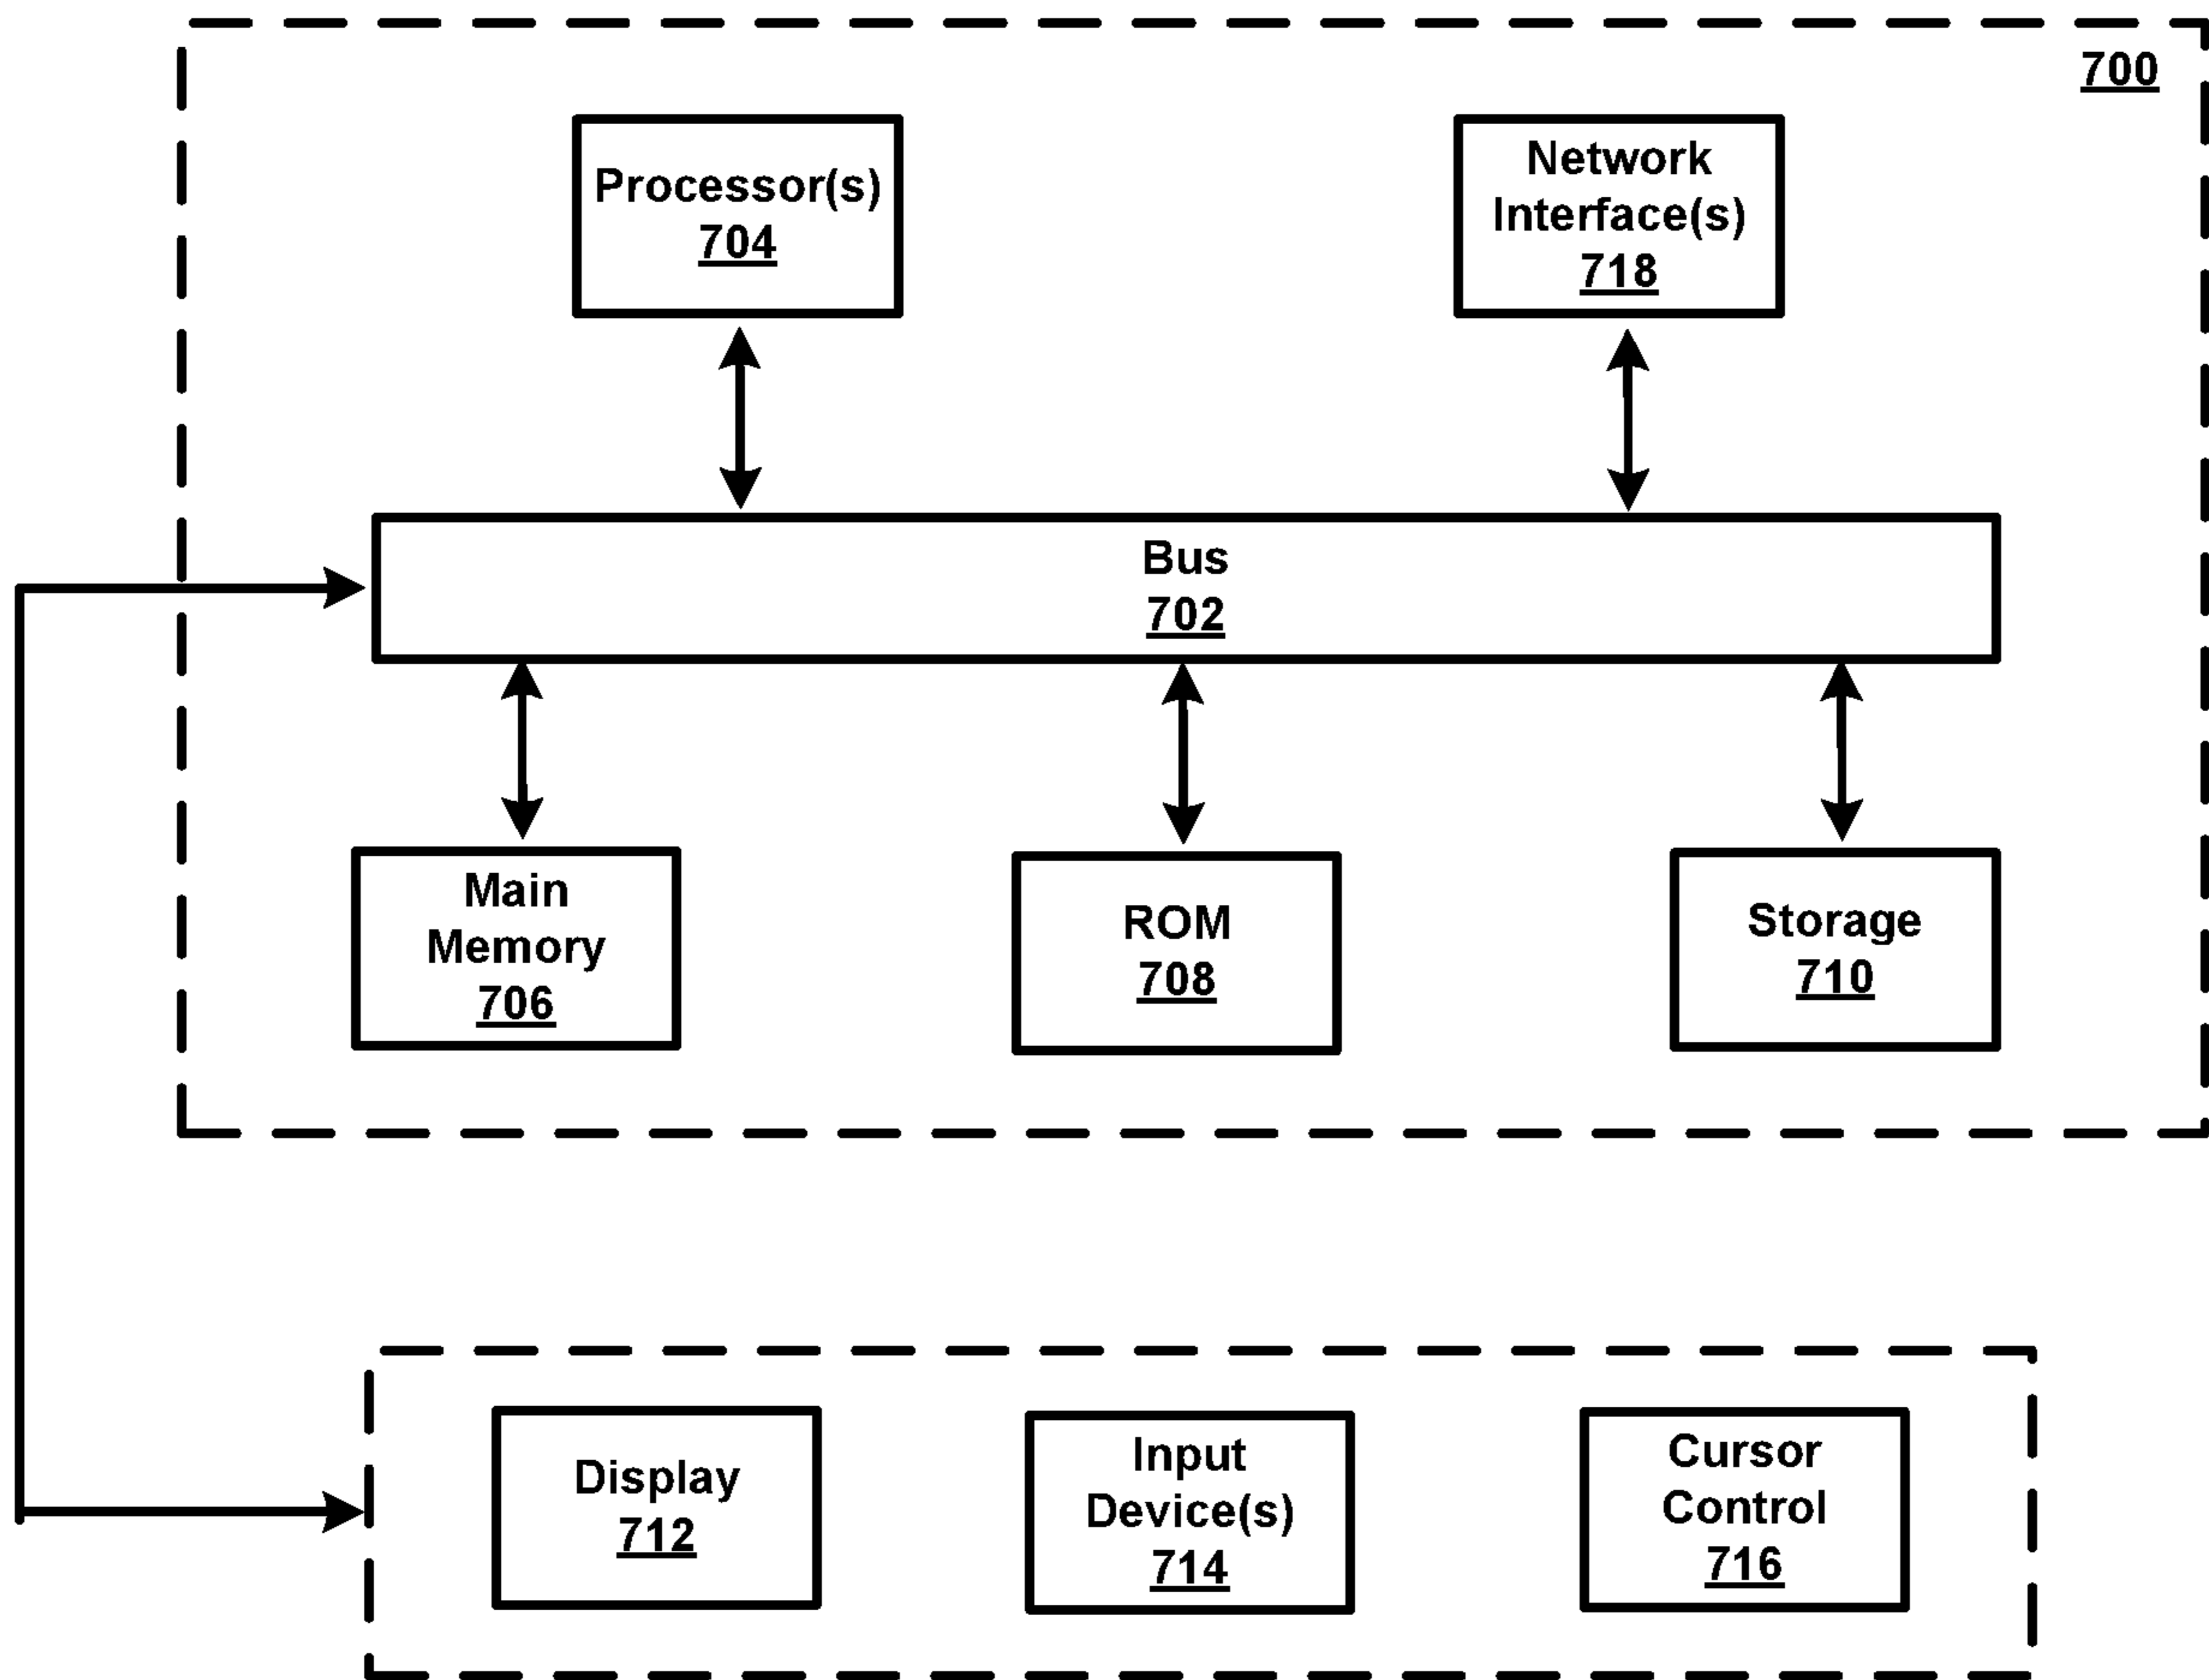 700
Processor(s)
704
Network
Interface(s)
718
Bus
702
Main
Memory
706
ROM
708
Storage
710
Display
712
Input
Device(s)
714
Cursor
Control
716